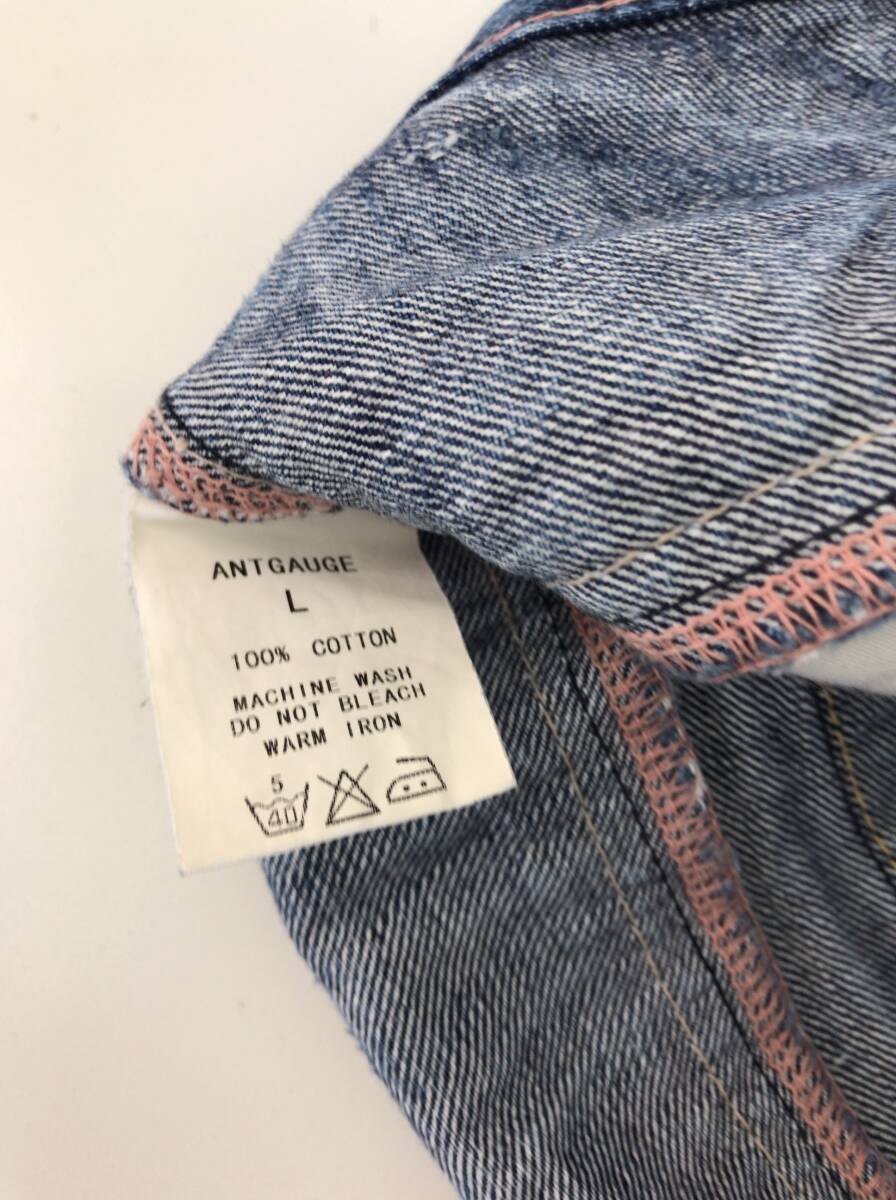 ANTGAUGE
L
100% COTTON
MACHINE WASH
DO NOT BLEACH
WARM IRON
5
40